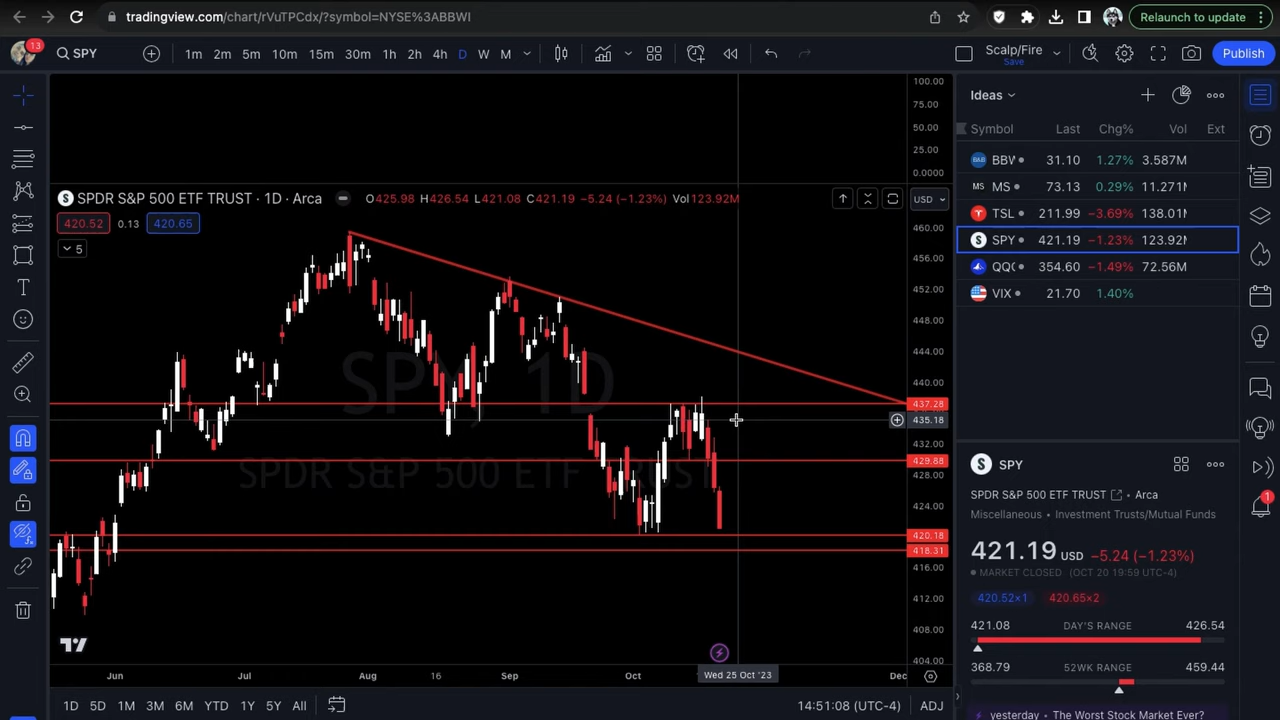 tradingview.com/chart/rVuTPCdx/?symbol=NYSE%3ABBWI
Relaunch to update
13
SPY
1m 2m 5m 10m 15m 30m 1h 2h 4h D W M
Scalp/Fire
Save
Publish
100.00
75.00
50.00
25.00
0.0000
SPDR S&P 500 ETF TRUST · 1D · Arca
O425.98 H426.54 L421.08 C421.19 −5.24 (−1.23%) Vol123.92M
USD
420.52 0.13 420.65
5
460.00
456.00
452.00
448.00
444.00
440.00
437.28
435.18
432.00
429.88
428.00
424.00
420.18
418.31
416.00
412.00
408.00
404.00
SPY, 1D
SPDR S&P 500 ETF TRUST
Jun Jul Aug 16 Sep Oct Wed 25 Oct '23 Dec
1D 5D 1M 3M 6M YTD 1Y 5Y All
14:51:08 (UTC-4) ADJ
Ideas
Symbol Last Chg% Vol Ext
BBW 31.10 1.27% 3.587M
MS MS 73.13 0.29% 11.271M
TSL 211.99 −3.69% 138.01M
SPY 421.19 −1.23% 123.92M
QQQ 354.60 −1.49% 72.56M
VIX 21.70 1.40%
SPY
SPDR S&P 500 ETF TRUST • Arca
Miscellaneous • Investment Trusts/Mutual Funds
421.19 USD −5.24 (−1.23%)
MARKET CLOSED (OCT 20 19:59 UTC-4)
420.52×1 420.65×2
421.08 DAY'S RANGE 426.54
368.79 52WK RANGE 459.44
yesterday • The Worst Stock Market Ever?
1